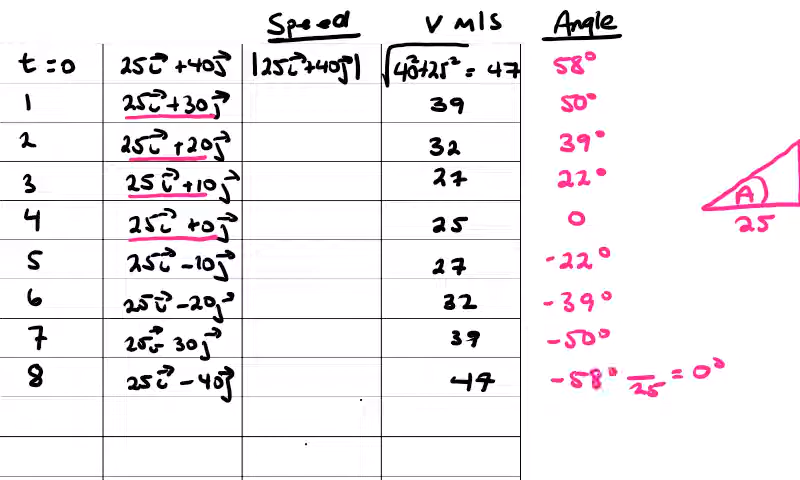 Speed V M/S Angle
t=0 25i⃗ +40j⃗ |25i⃗+40j⃗| √40²+25² = 47 58°
1 25i⃗+30j⃗ 39 50°
2 25i⃗ +20j⃗ 32 39°
3 25i⃗ +10j⃗ 27 22°
4 25i⃗ +0j⃗ 25 0
5 25i⃗ -10j⃗ 27 -22°
6 25i⃗ -20j⃗ 32 -39°
7 25i⃗ 30j⃗ 39 -50°
8 25i⃗ -40j⃗ 47 -58° — 25 = 0°
A
25